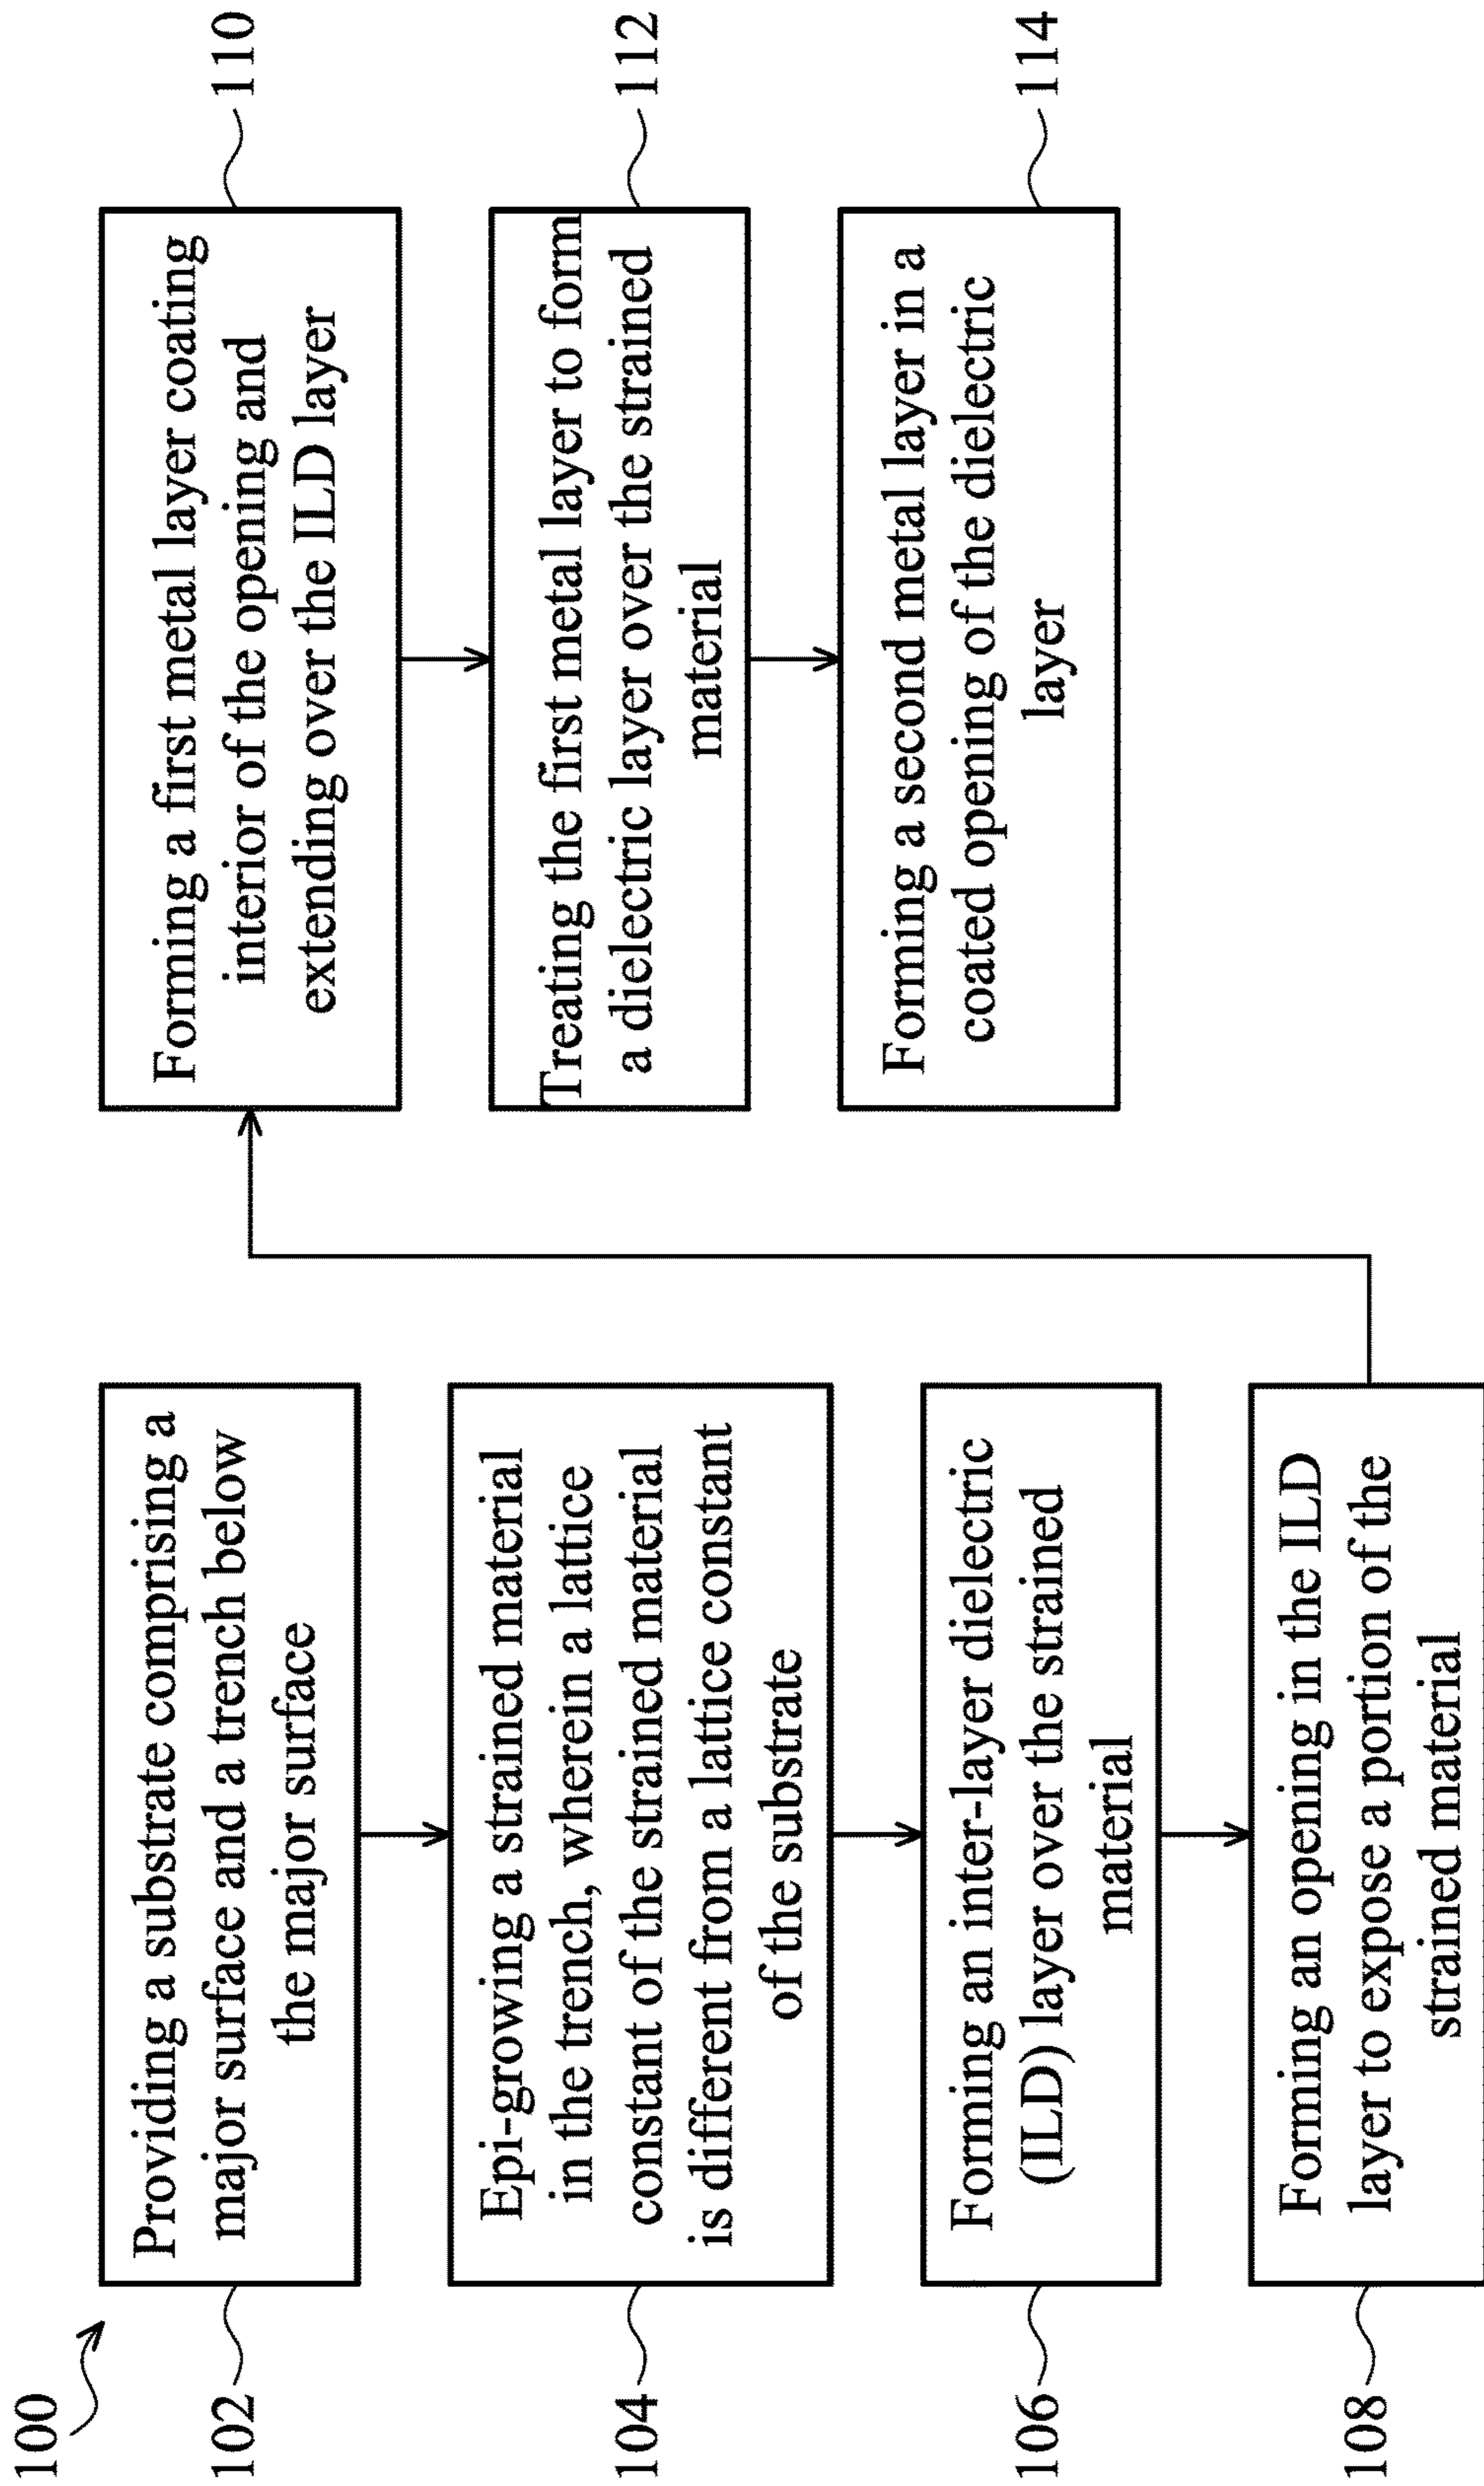 100
102
Providing a substrate comprising a
major surface and a trench below
the major surface
104
Epi-growing a strained material
in the trench, wherein a lattice
constant of the strained material
is different from a lattice constant
of the substrate
106
Forming an inter-layer dielectric
(ILD) layer over the strained
material
108
Forming an opening in the ILD
layer to expose a portion of the
strained material
Forming a first metal layer coating
interior of the opening and
extending over the ILD layer
110
Treating the first metal layer to form
a dielectric layer over the strained
material
112
Forming a second metal layer in a
coated opening of the dielectric
layer
114